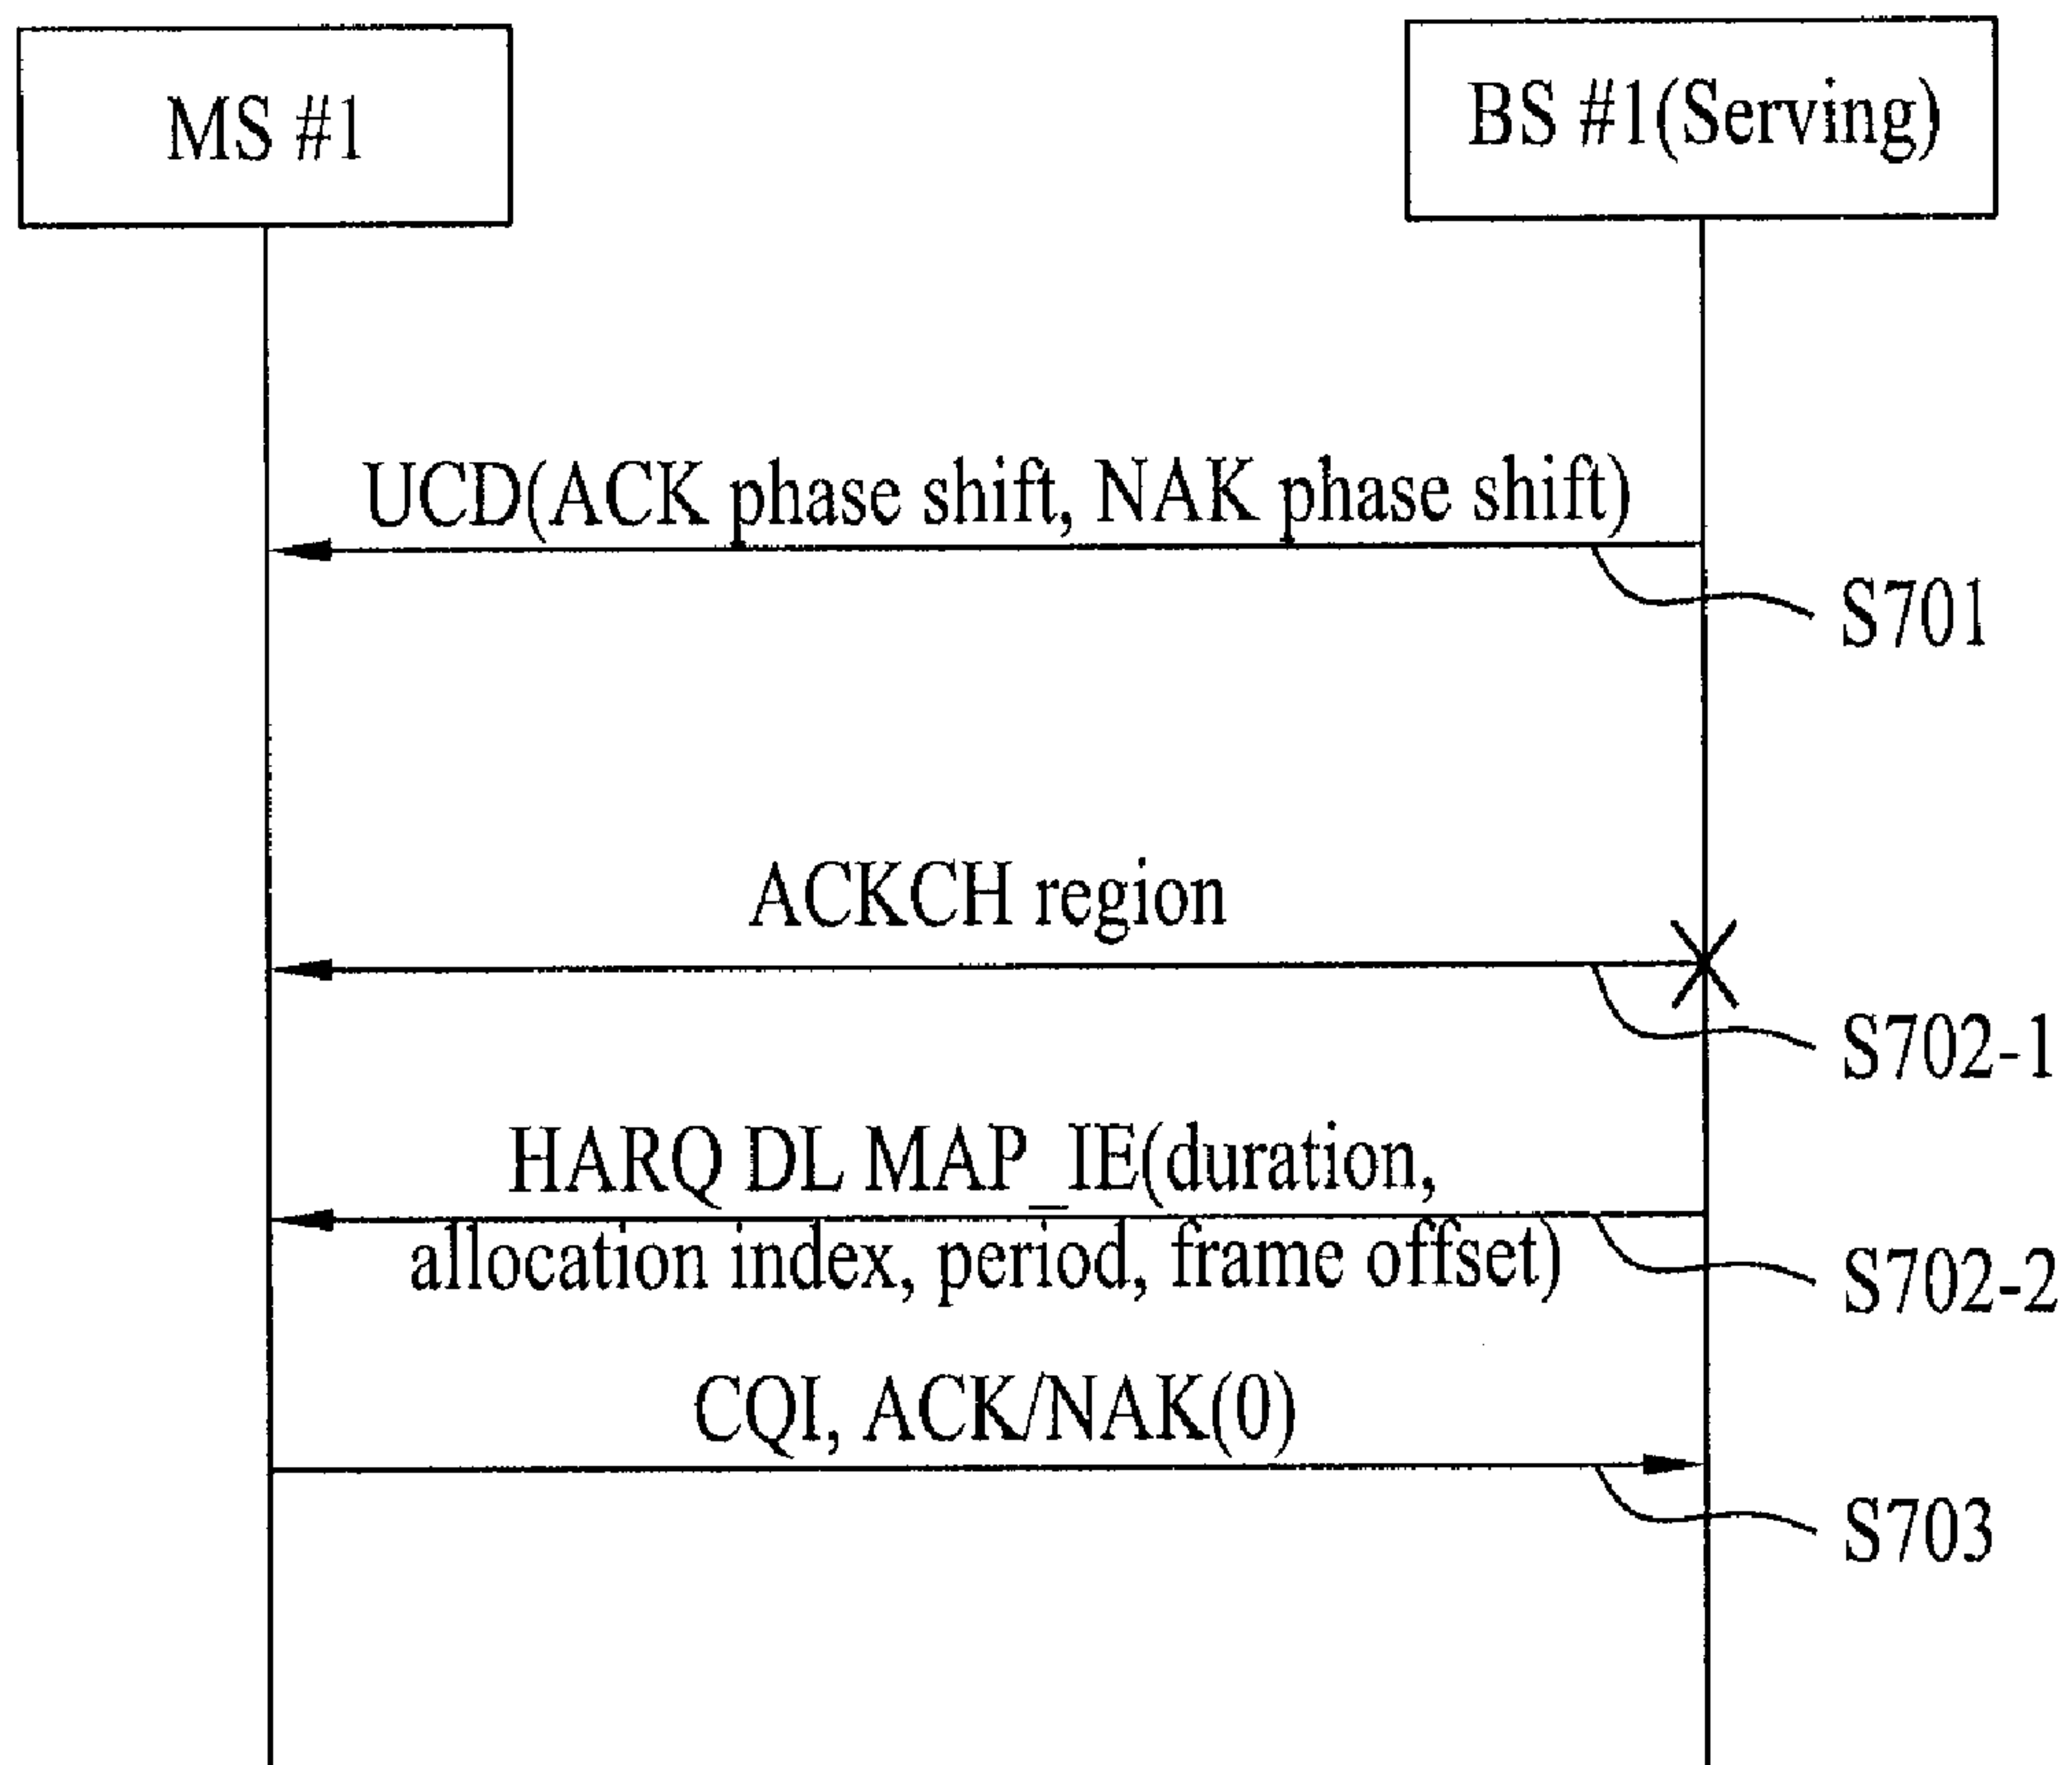 MS #1
BS #1(Serving)
UCD(ACK phase shift, NAK phase shift)
S701
ACKCH region
S702-1
HARQ DL MAP_IE(duration,
allocation index, period, frame offset)
S702-2
CQI, ACK/NAK(0)
S703